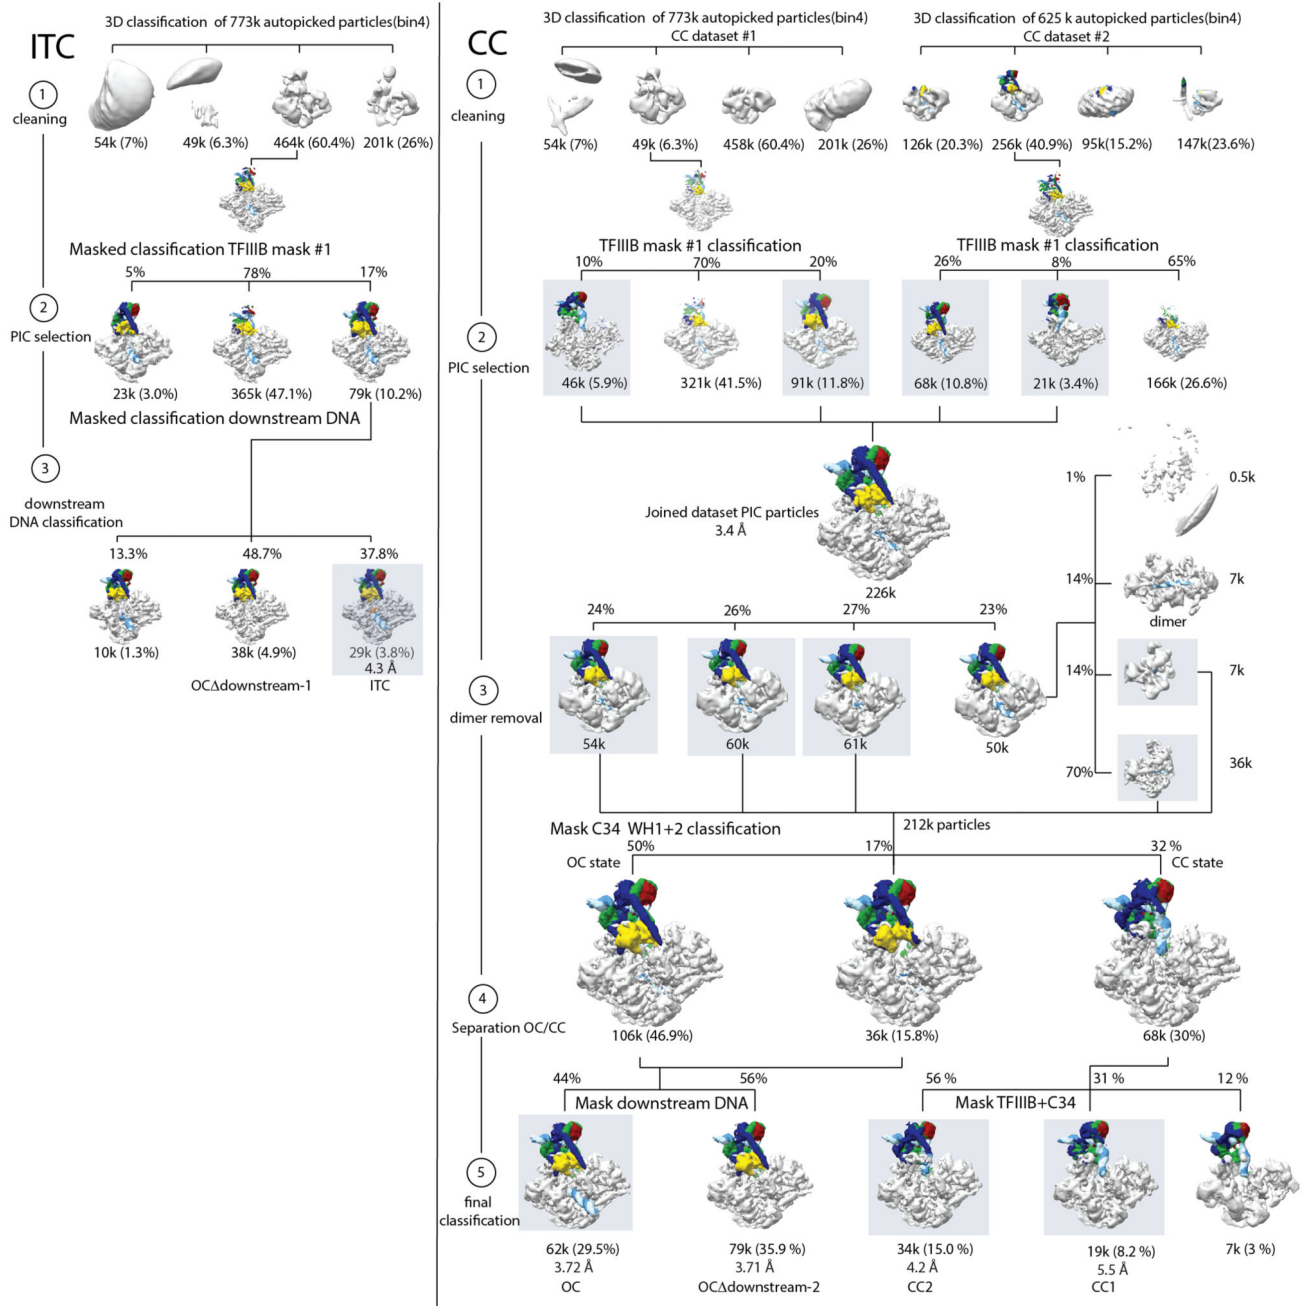 ITC
3D classification of 773k autopicked particles(bin4)
1
cleaning
54k (7%)
49k (6.3%)
464k (60.4%)
201k (26%)
Masked classification TFIIIB mask #1
5%
78%
17%
2
PIC selection
23k (3.0%)
365k (47.1%)
79k (10.2%)
Masked classification downstream DNA
3
downstream
DNA classification
13.3%
48.7%
37.8%
10k (1.3%)
38k (4.9%)
29k (3.8%)
4.3 Å
OCΔdownstream-1
ITC
CC
3D classification of 773k autopicked particles(bin4)
CC dataset #1
3D classification of 625 k autopicked particles(bin4)
CC dataset #2
1
cleaning
54k (7%)
49k (6.3%)
458k (60.4%)
201k (26%)
126k (20.3%)
256k (40.9%)
95k(15.2%)
147k(23.6%)
TFIIIB mask #1 classification
TFIIIB mask #1 classification
10%
70%
20%
26%
8%
65%
2
PIC selection
46k (5.9%)
321k (41.5%)
91k (11.8%)
68k (10.8%)
21k (3.4%)
166k (26.6%)
Joined dataset PIC particles
3.4 Å
226k
1%
0.5k
14%
7k
dimer
14%
7k
70%
36k
24%
26%
27%
23%
3
dimer removal
54k
60k
61k
50k
Mask C34 WH1+2 classification
212k particles
50%
17%
32 %
OC state
CC state
4
Separation OC/CC
106k (46.9%)
36k (15.8%)
68k (30%)
44%
56%
56 %
31 %
12 %
Mask downstream DNA
Mask TFIIIB+C34
5
final
classification
62k (29.5%)
79k (35.9 %)
34k (15.0 %)
19k (8.2 %)
7k (3 %)
3.72 Å
3.71 Å
4.2 Å
5.5 Å
OC
OCΔdownstream-2
CC2
CC1